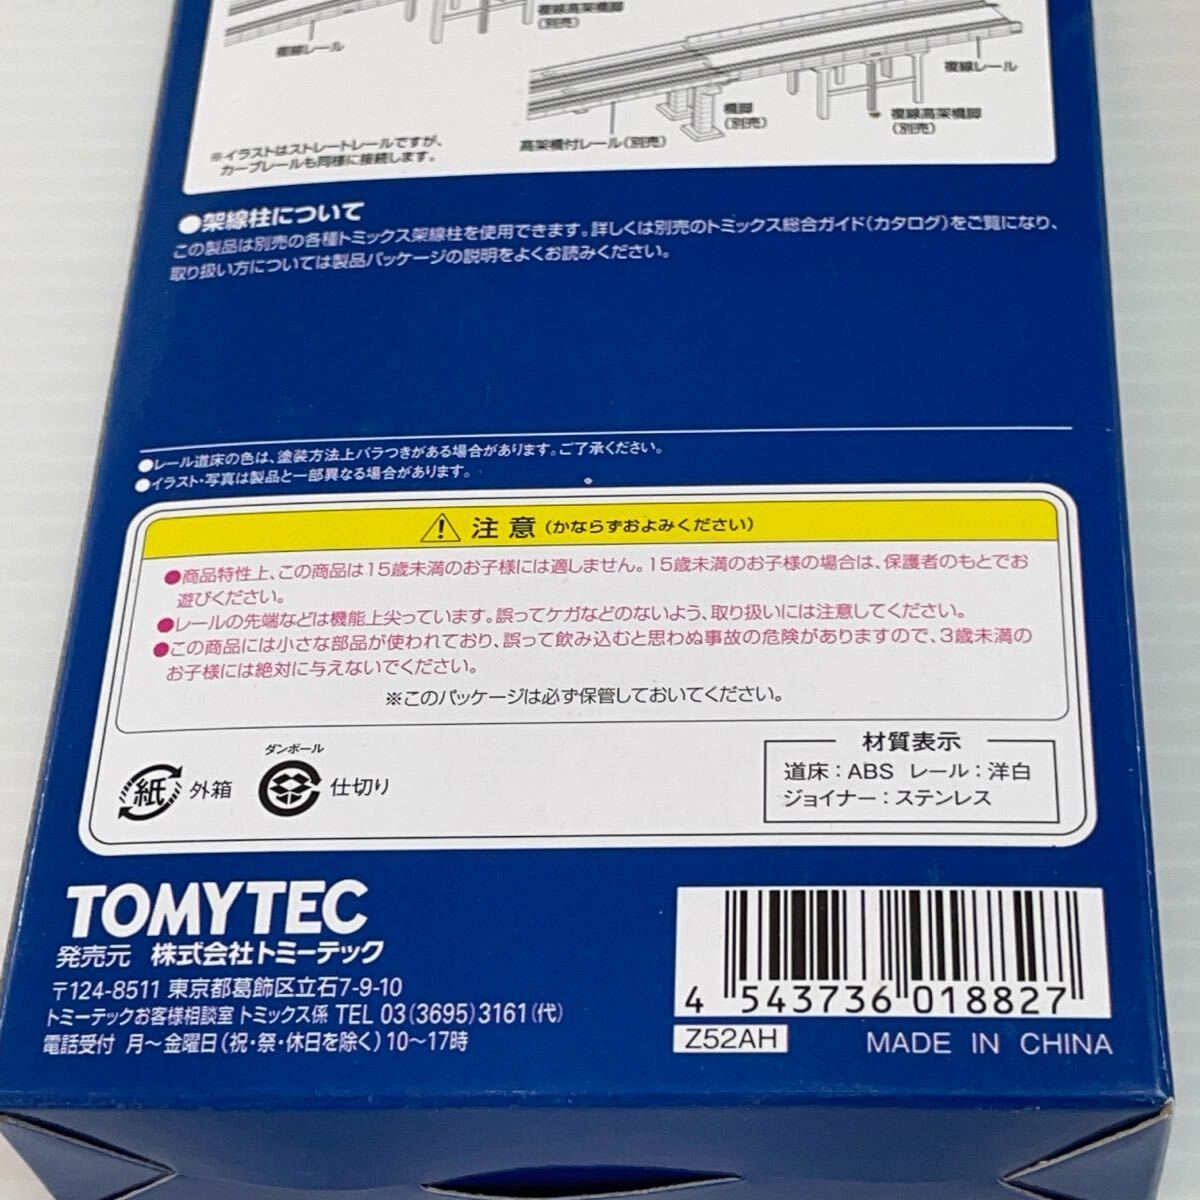 複線レール
複線高架橋脚
(別売)
複線レール
橋脚
(別売)
複線高架橋脚
(別売)
高架橋付レール(別売)
※イラストはストレートレールですが、
カーブレールも同様に接続します。
●架線柱について
この製品は別売の各種トミックス架線柱を使用できます。詳しくは別売のトミックス総合ガイド(カタログ)をご覧になり、
取り扱い方については製品パッケージの説明をよくお読みください。
●レール道床の色は、塗装方法上バラつきがある場合があります。ご了承ください。
●イラスト・写真は製品と一部異なる場合があります。
⚠ 注意 (かならずおよみください)
●商品特性上、この商品は15歳未満のお子様には適しません。15歳未満のお子様の場合は、保護者のもとでお
遊びください。
●レールの先端などは機能上尖っています。誤ってケガなどのないよう、取り扱いには注意してください。
●この商品には小さな部品が使われており、誤って飲み込むと思わぬ事故の危険がありますので、3歳未満の
お子様には絶対に与えないでください。
※このパッケージは必ず保管しておいてください。
紙 外箱
ダンボール
仕切り
材質表示
道床:ABS レール:洋白
ジョイナー:ステンレス
TOMYTEC
発売元 株式会社トミーテック
〒124-8511 東京都葛飾区立石7-9-10
トミーテックお客様相談室 トミックス係 TEL 03(3695)3161(代)
電話受付 月〜金曜日(祝・祭・休日を除く)10〜17時
4 543736 018827
Z52AH
MADE IN CHINA